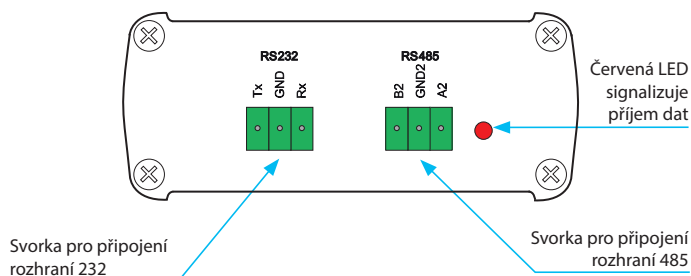 RS232
RS485
Tx
GND
Rx
B2
GND2
A2
Červená LED
signalizuje
příjem dat
Svorka pro připojení
rozhraní 232
Svorka pro připojení
rozhraní 485